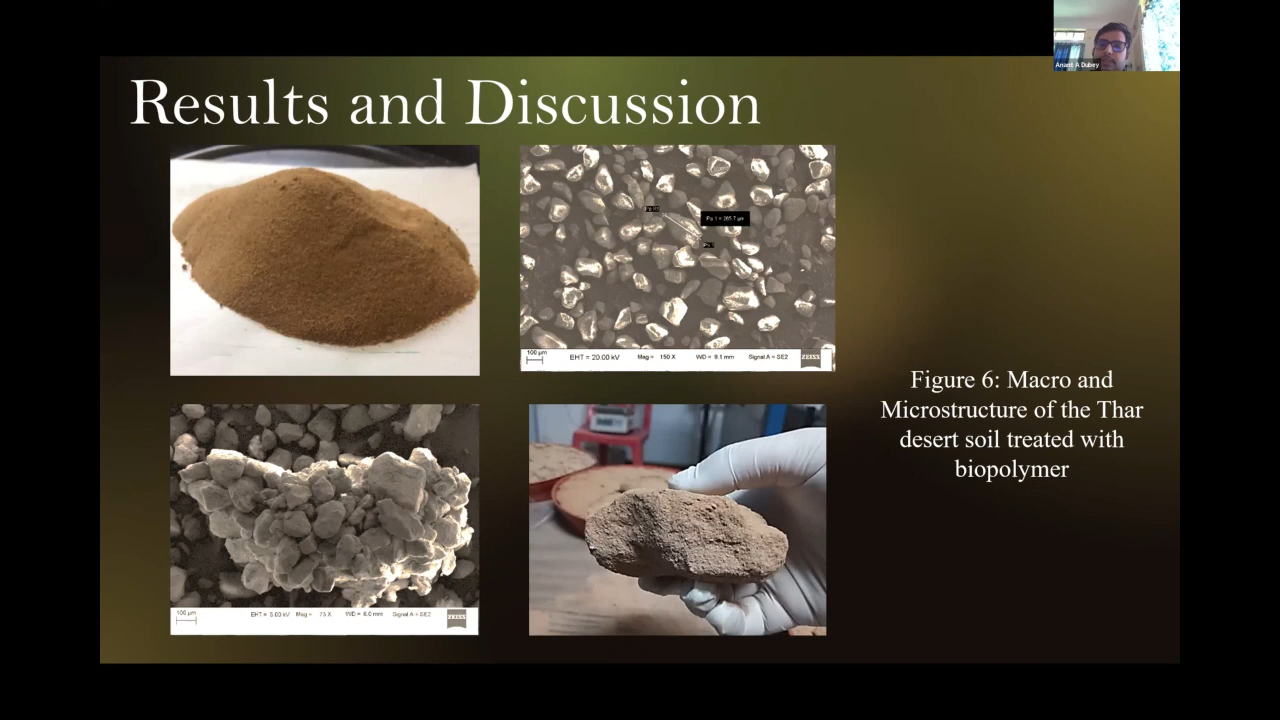 Anant A Dubey
Results and Discussion
Pa 1 = 265.7 µm
100 µm
EHT = 20.00 kV Mag = 150 X WD = 9.1 mm Signal A = SE2 ZEISS
Figure 6: Macro and
Microstructure of the Thar
desert soil treated with
biopolymer
100 µm
EHT = 5.00 kV Mag = 75 X WD = 8.0 mm Signal A = SE2 ZEISS